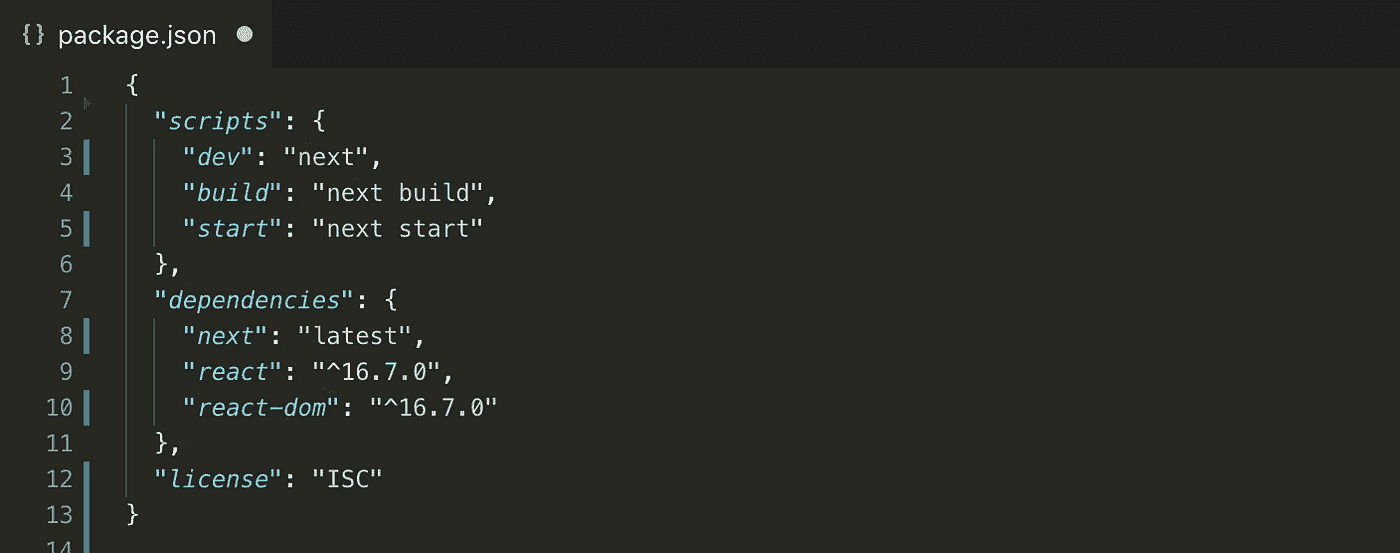 {} package.json
1 {
2 "scripts": {
3 "dev": "next",
4 "build": "next build",
5 "start": "next start"
6 },
7 "dependencies": {
8 "next": "latest",
9 "react": "^16.7.0",
10 "react-dom": "^16.7.0"
11 },
12 "license": "ISC"
13 }
14